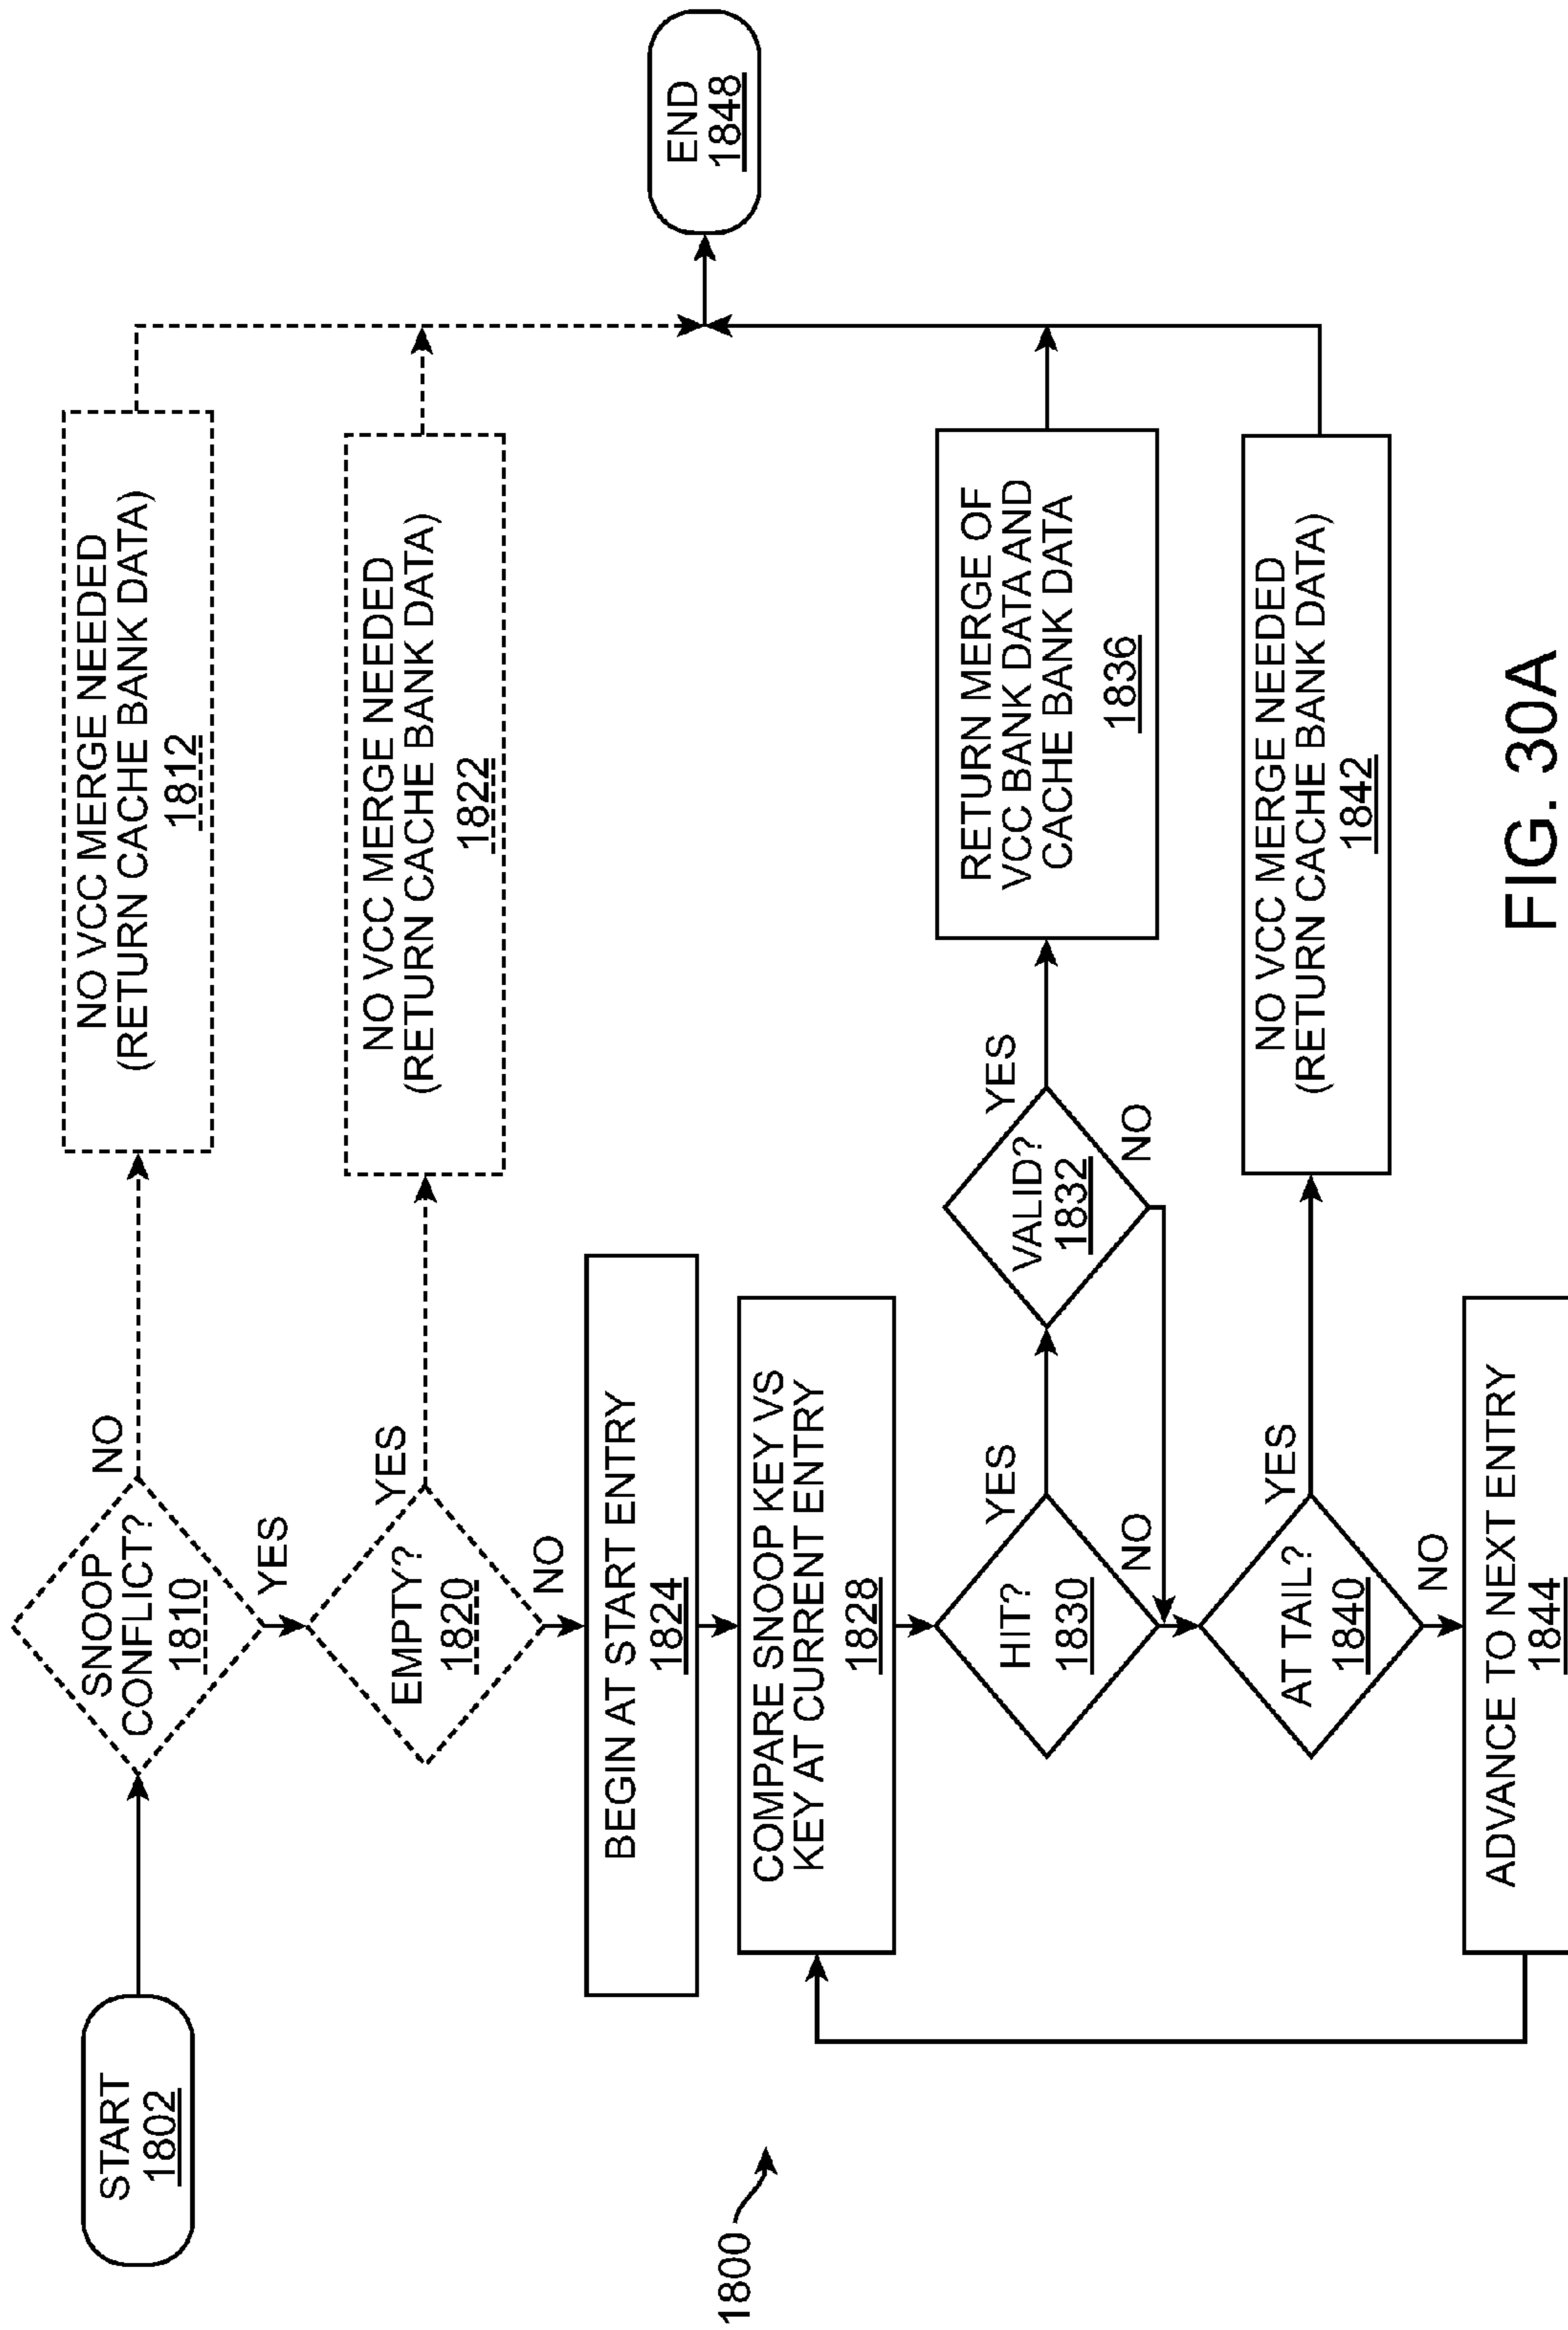 START
1802
SNOOP
CONFLICT?
1810
NO
YES
NO VCC MERGE NEEDED
(RETURN CACHE BANK DATA)
1812
EMPTY?
1820
YES
NO
NO VCC MERGE NEEDED
(RETURN CACHE BANK DATA)
1822
BEGIN AT START ENTRY
1824
COMPARE SNOOP KEY VS
KEY AT CURRENT ENTRY
1828
HIT?
1830
YES
NO
VALID?
1832
YES
NO
RETURN MERGE OF
VCC BANK DATA AND
CACHE BANK DATA
1836
AT TAIL?
1840
YES
NO
NO VCC MERGE NEEDED
(RETURN CACHE BANK DATA)
1842
ADVANCE TO NEXT ENTRY
1844
END
1848
1800
FIG. 30A